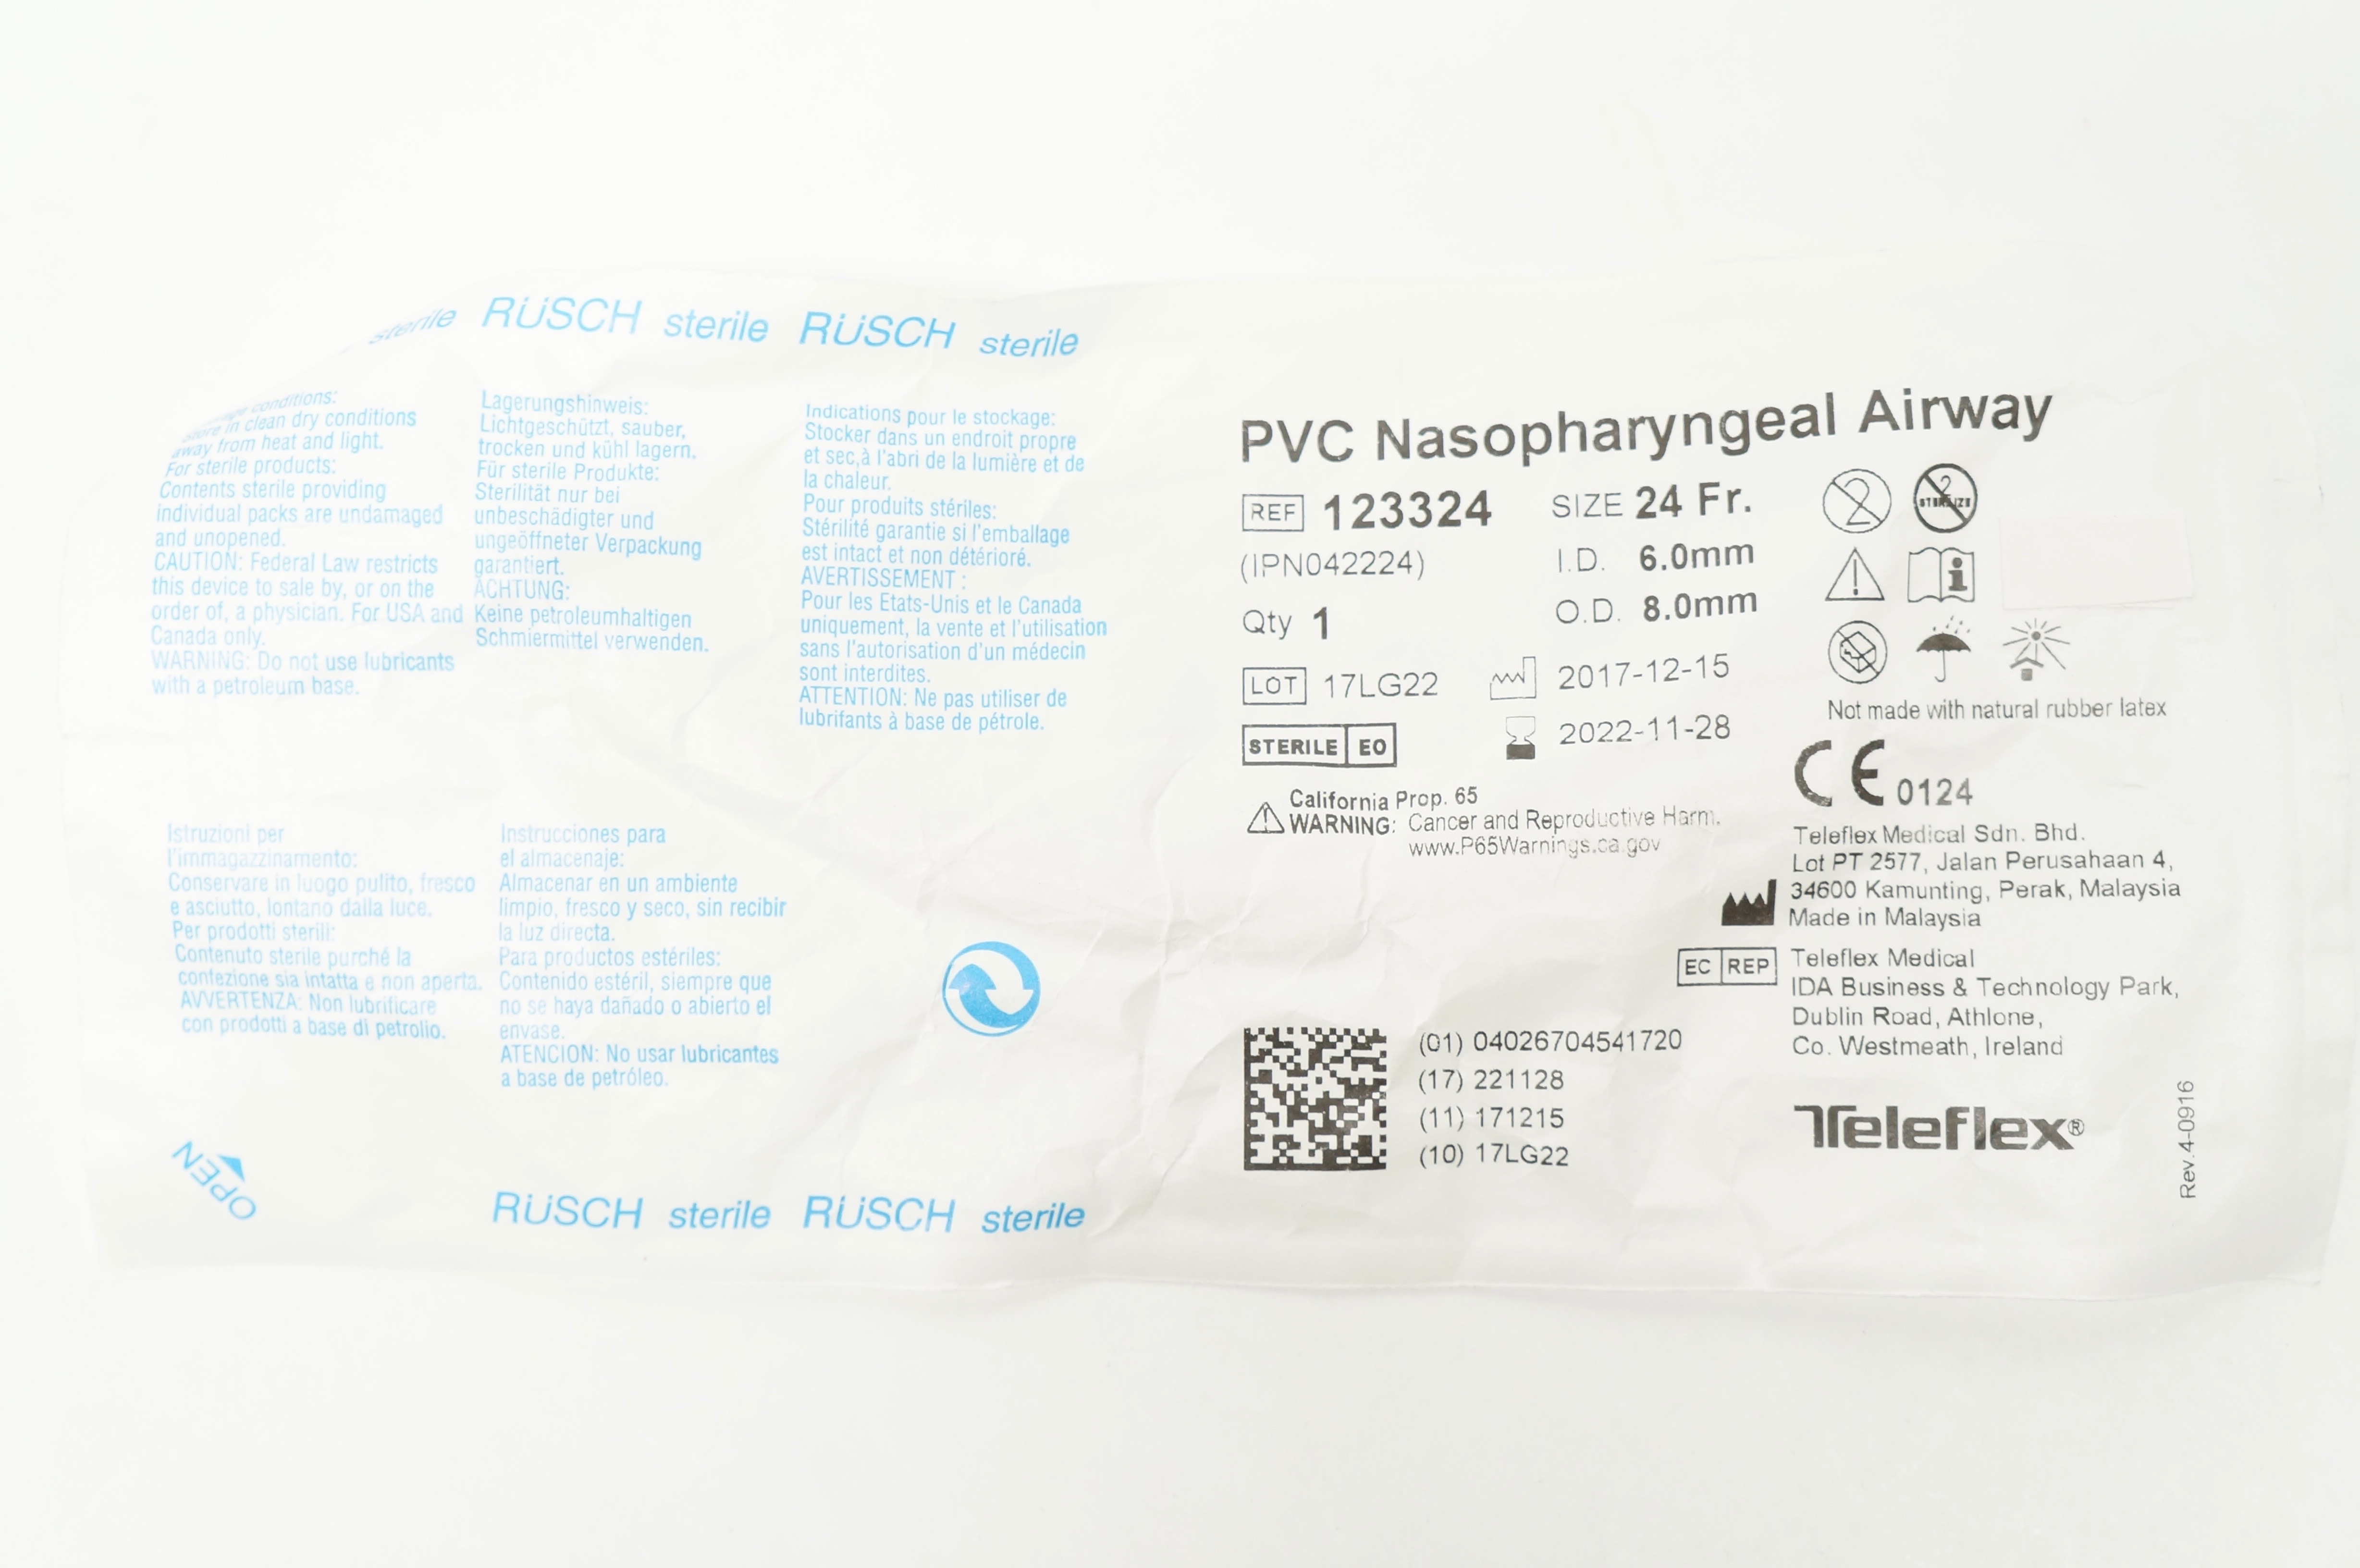 sterile RÜSCH sterile RÜSCH sterile
conditions:
Store in clean dry conditions
away from heat and light.
For sterile products:
Contents sterile providing
individual packs are undamaged
and unopened.
CAUTION: Federal Law restricts
this device to sale by, or on the
order of, a physician. For USA and
Canada only.
WARNING: Do not use lubricants
with a petroleum base.
Lagerungshinweis:
Lichtgeschützt, sauber,
trocken und kühl lagern.
Für sterile Produkte:
Sterilität nur bei
unbeschädigter und
ungeöffneter Verpackung
garantiert.
ACHTUNG:
Keine petroleumhaltigen
Schmiermittel verwenden.
Indications pour le stockage:
Stocker dans un endroit propre
et sec,à l'abri de la lumière et de
la chaleur.
Pour produits stériles:
Stérilité garantie si l'emballage
est intact et non détérioré.
AVERTISSEMENT :
Pour les Etats-Unis et le Canada
uniquement, la vente et l'utilisation
sans l'autorisation d'un médecin
sont interdites.
ATTENTION: Ne pas utiliser de
lubrifants à base de pétrole.
Istruzioni per
l'immagazzinamento:
Conservare in luogo pulito, fresco
e asciutto, lontano dalla luce.
Per prodotti sterili:
Contenuto sterile purché la
confezione sia intatta e non aperta.
AVVERTENZA: Non lubrificare
con prodotti a base di petrolio.
Instrucciones para
el almacenaje:
Almacenar en un ambiente
limpio, fresco y seco, sin recibir
la luz directa.
Para productos estériles:
Contenido estéril, siempre que
no se haya dañado o abierto el
envase.
ATENCION: No usar lubricantes
a base de petróleo.
OPEN
RÜSCH sterile RÜSCH sterile
PVC Nasopharyngeal Airway
REF 123324 SIZE 24 Fr.
(IPN042224) I.D. 6.0mm
Qty 1 O.D. 8.0mm
LOT 17LG22 2017-12-15
STERILE EO 2022-11-28
2 2 STERILIZE
Not made with natural rubber latex
California Prop. 65
WARNING: Cancer and Reproductive Harm.
www.P65Warnings.ca.gov
CE 0124
Teleflex Medical Sdn. Bhd.
Lot PT 2577, Jalan Perusahaan 4,
34600 Kamunting, Perak, Malaysia
Made in Malaysia
EC REP Teleflex Medical
IDA Business & Technology Park,
Dublin Road, Athlone,
Co. Westmeath, Ireland
(01) 04026704541720
(17) 221128
(11) 171215
(10) 17LG22
Teleflex®
Rev.4-0916